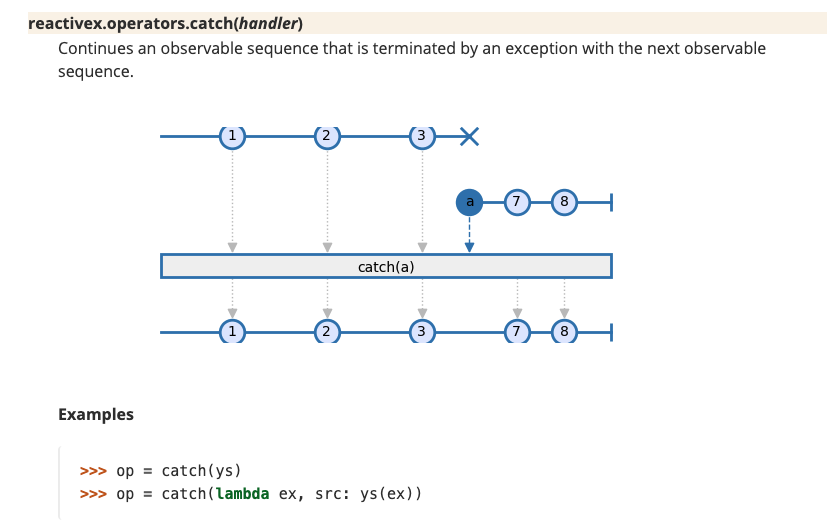 reactivex.operators.catch(handler)
Continues an observable sequence that is terminated by an exception with the next observable
sequence.
1 2 3
a 7 8
catch(a)
1 2 3 7 8
Examples
>>> op = catch(ys)
>>> op = catch(lambda ex, src: ys(ex))